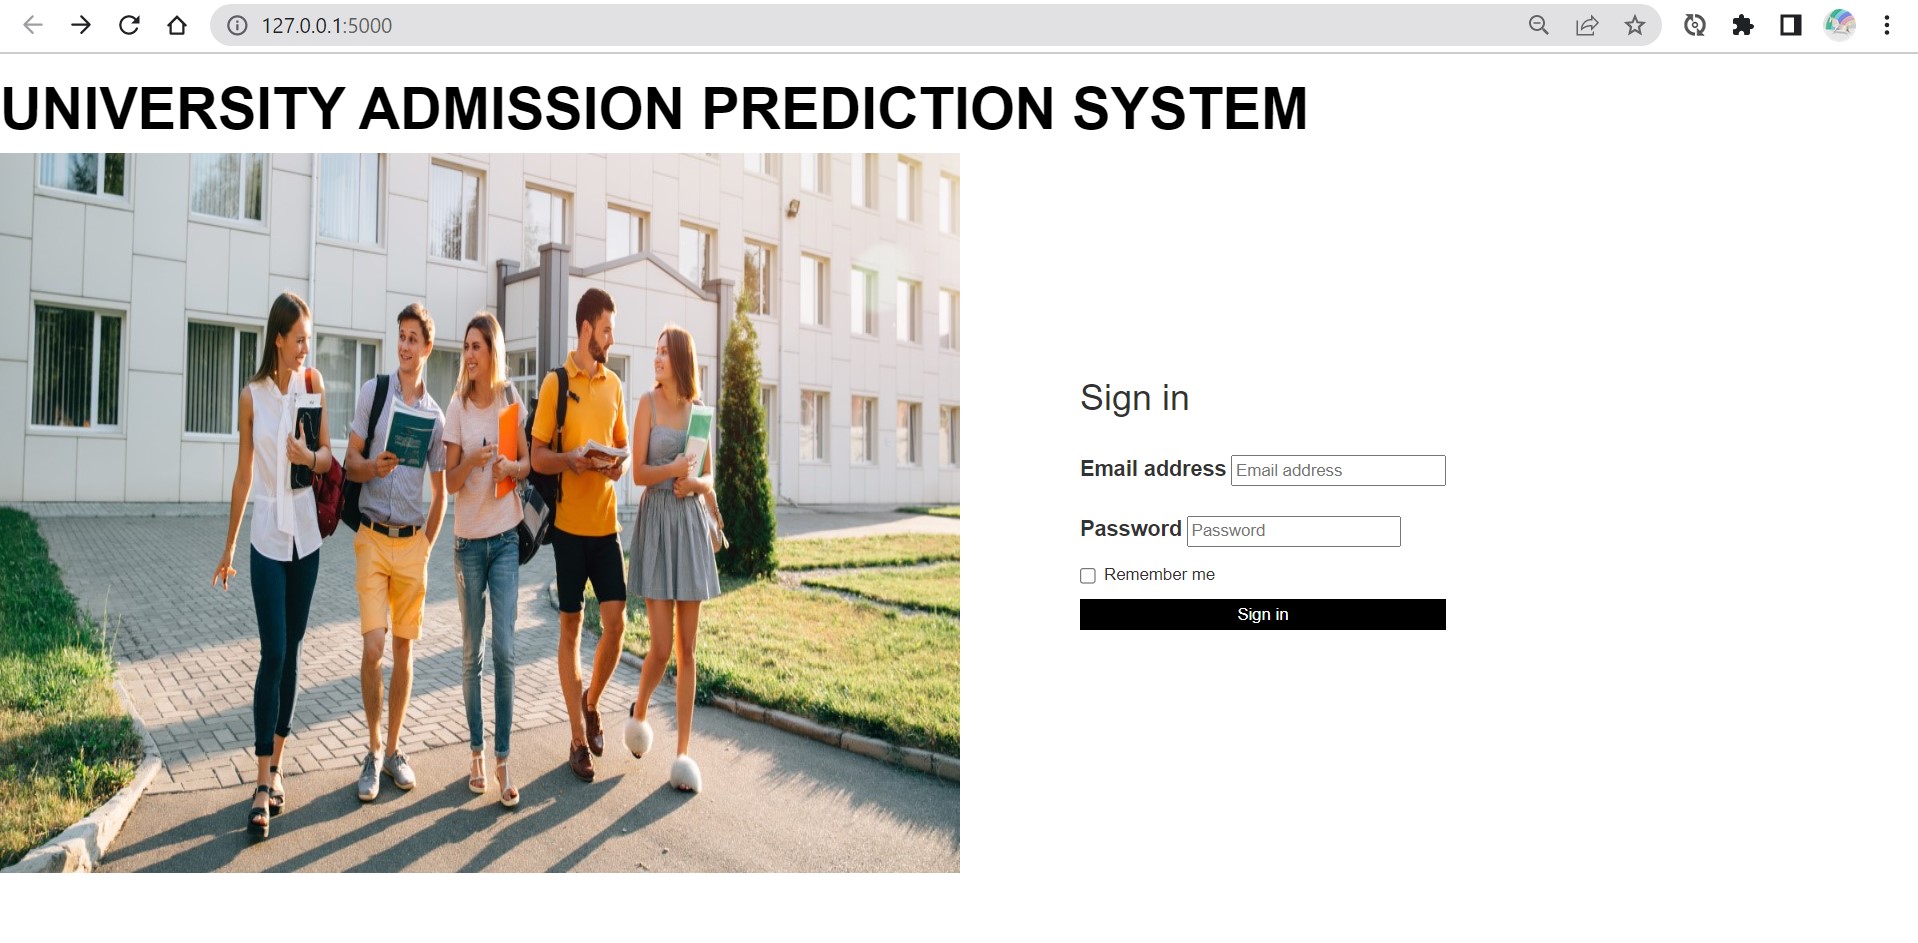 127.0.0.1:5000
UNIVERSITY ADMISSION PREDICTION SYSTEM
Sign in
Email address Email address
Password Password
Remember me
Sign in